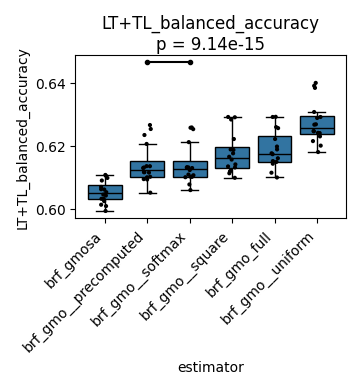 LT+TL_balanced_accuracy
p = 9.14e-15
LT+TL_balanced_accuracy
0.64
0.62
0.60
brf_gmosa
brf_gmo__precomputed
brf_gmo__softmax
brf_gmo__square
brf_gmo_full
brf_gmo__uniform
estimator